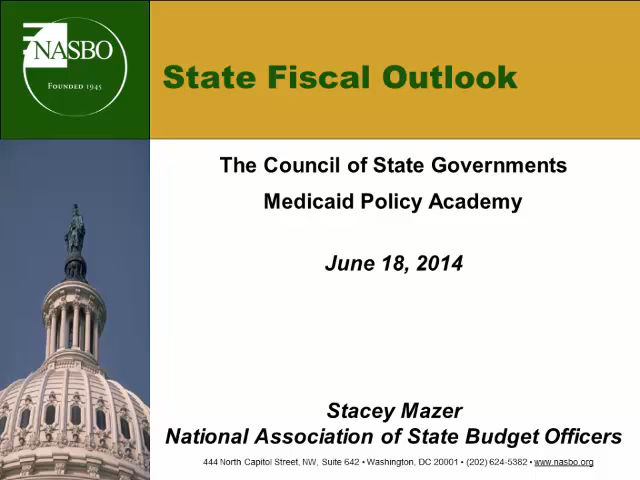 NASBO
FOUNDED 1945
State Fiscal Outlook
The Council of State Governments
Medicaid Policy Academy
June 18, 2014
Stacey Mazer
National Association of State Budget Officers
444 North Capitol Street, NW, Suite 642 • Washington, DC 20001 • (202) 624-5382 • www.nasbo.org